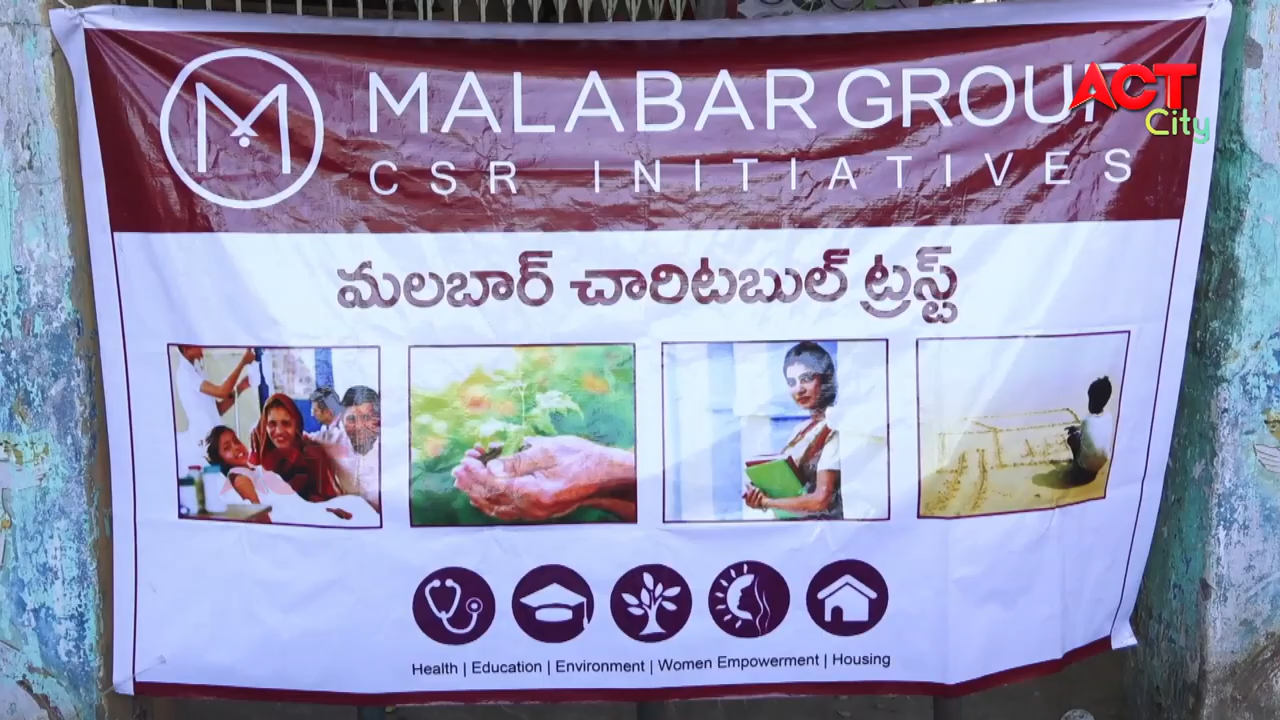 MALABAR GROUP
ACT
City
CSR INITIATIVES
మలబార్ చారిటబుల్ ట్రస్ట్
Health | Education | Environment | Women Empowerment | Housing